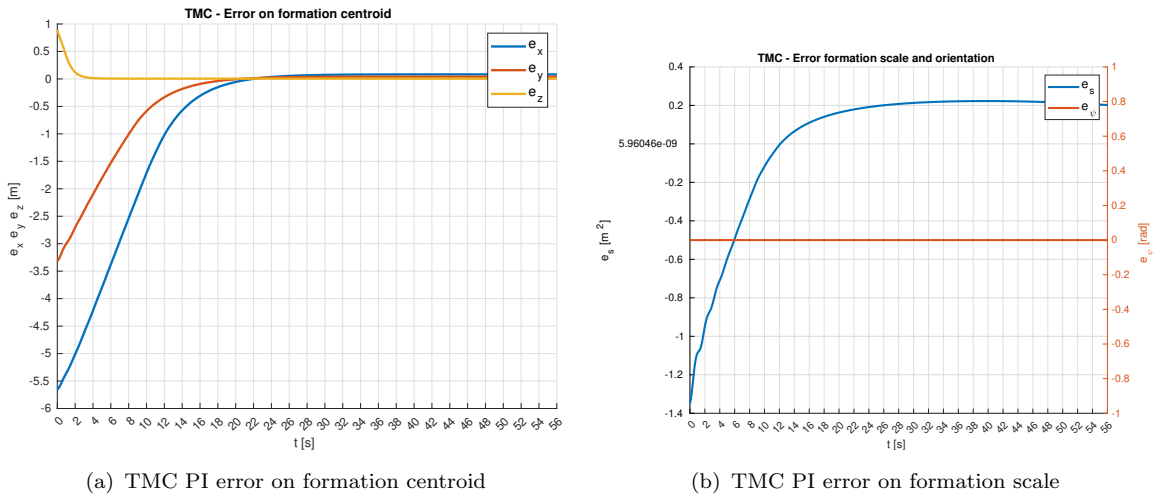 TMC - Error on formation centroid
1
0.5
0
-0.5
-1
-1.5
-2
-2.5
-3
-3.5
-4
-4.5
-5
-5.5
-6
e_x e_y e_z [m]
e_x
e_y
e_z
0 2 4 6 8 10 12 14 16 18 20 22 24 26 28 30 32 34 36 38 40 42 44 46 48 50 52 54 56
t [s]
(a) TMC PI error on formation centroid
TMC - Error formation scale and orientation
0.4
0.2
5.96046e-09
-0.2
-0.4
-0.6
-0.8
-1
-1.2
-1.4
e_s [m^2]
e_s
e_ψ
1
0.8
0.6
0.4
0.2
0
-0.2
-0.4
-0.6
-0.8
-1
e_ψ [rad]
0 2 4 6 8 10 12 14 16 18 20 22 24 26 28 30 32 34 36 38 40 42 44 46 48 50 52 54 56
t [s]
(b) TMC PI error on formation scale